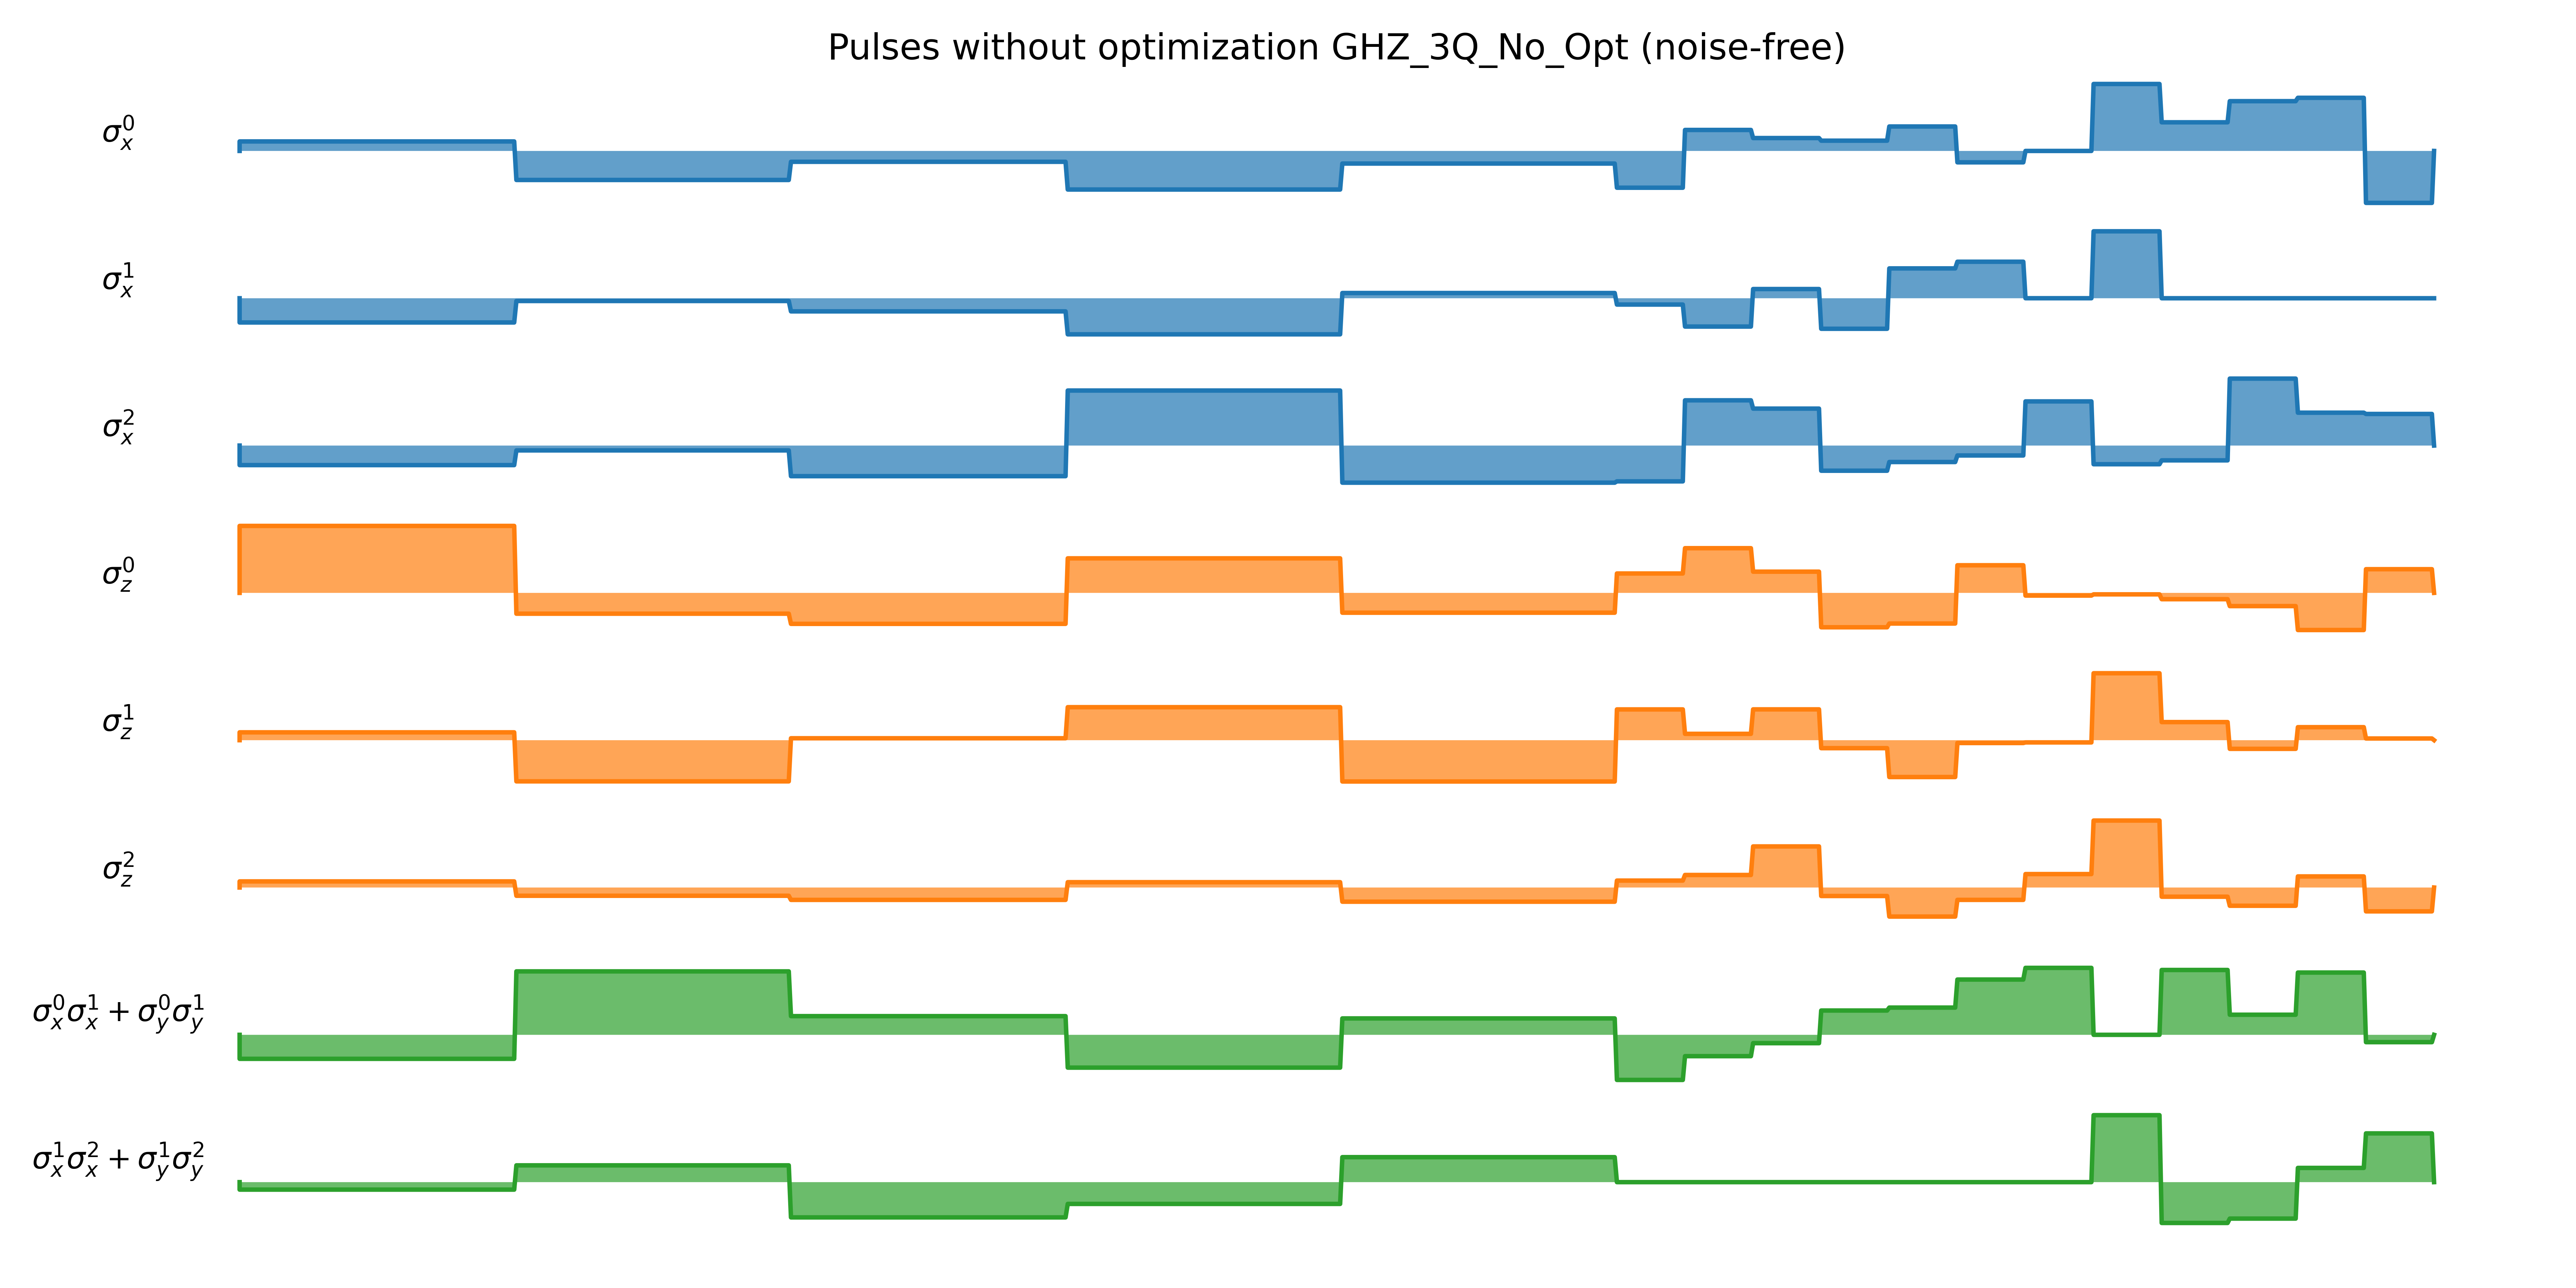 Pulses without optimization GHZ_3Q_No_Opt (noise-free)
σ_x^0
σ_x^1
σ_x^2
σ_z^0
σ_z^1
σ_z^2
σ_x^0σ_x^1 + σ_y^0σ_y^1
σ_x^1σ_x^2 + σ_y^1σ_y^2